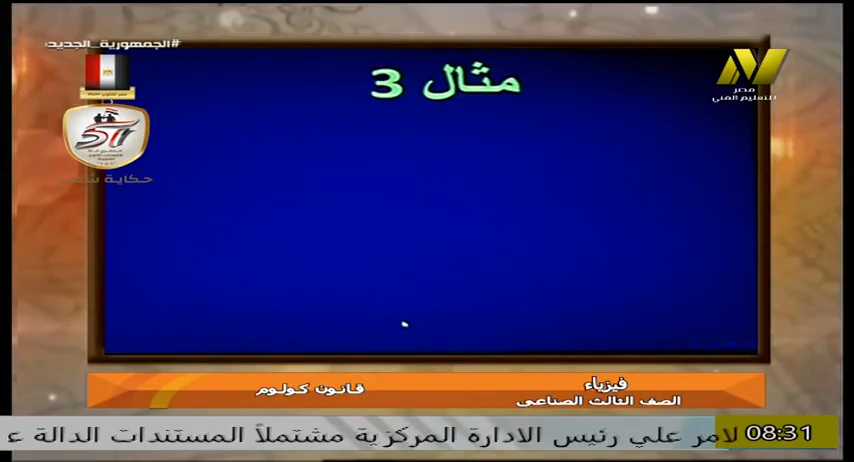 #الجمهورية_الجديدة
مثال 3
مصر
للتعليم الفني
حكاية شعب
فيزياء
الصف الثالث الصناعى
قانون كولوم
لامر علي رئيس الادارة المركزية مشتملاً المستندات الدالة ع
08:31